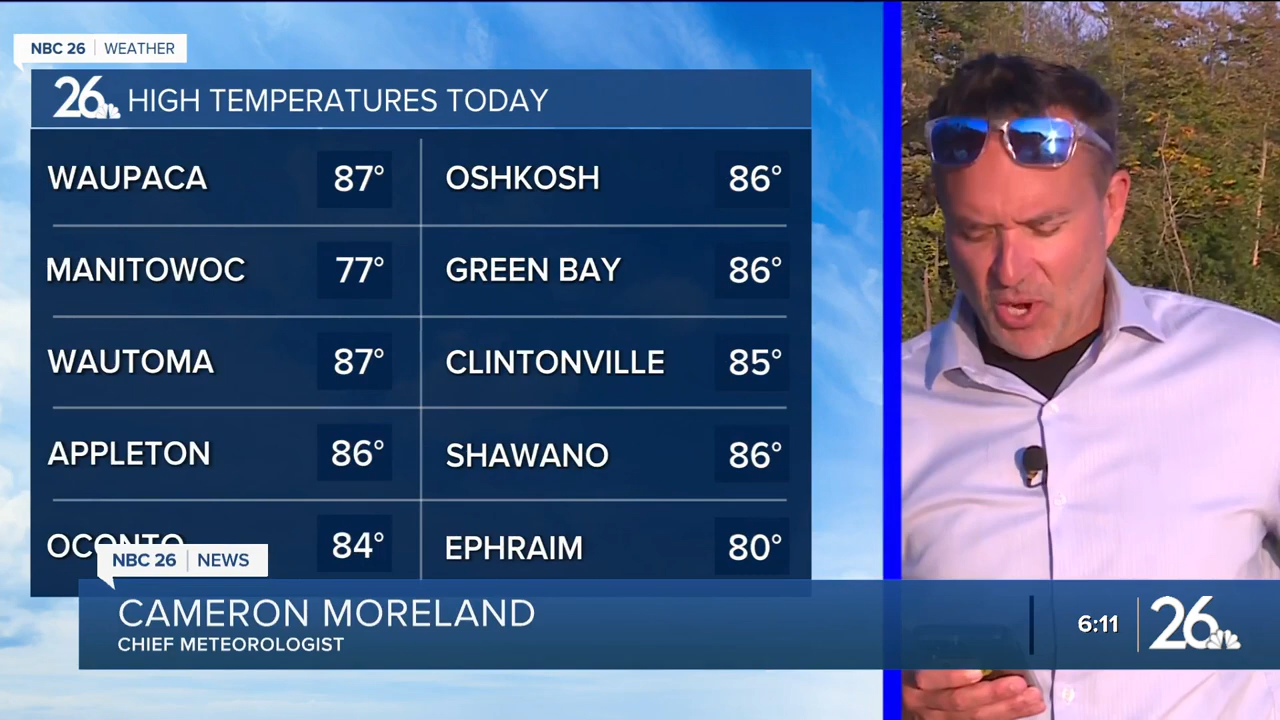 NBC 26 | WEATHER
26 HIGH TEMPERATURES TODAY
WAUPACA 87° OSHKOSH 86°
MANITOWOC 77° GREEN BAY 86°
WAUTOMA 87° CLINTONVILLE 85°
APPLETON 86° SHAWANO 86°
OCONTO 84° EPHRAIM 80°
NBC 26 | NEWS
CAMERON MORELAND
CHIEF METEOROLOGIST
6:11 26